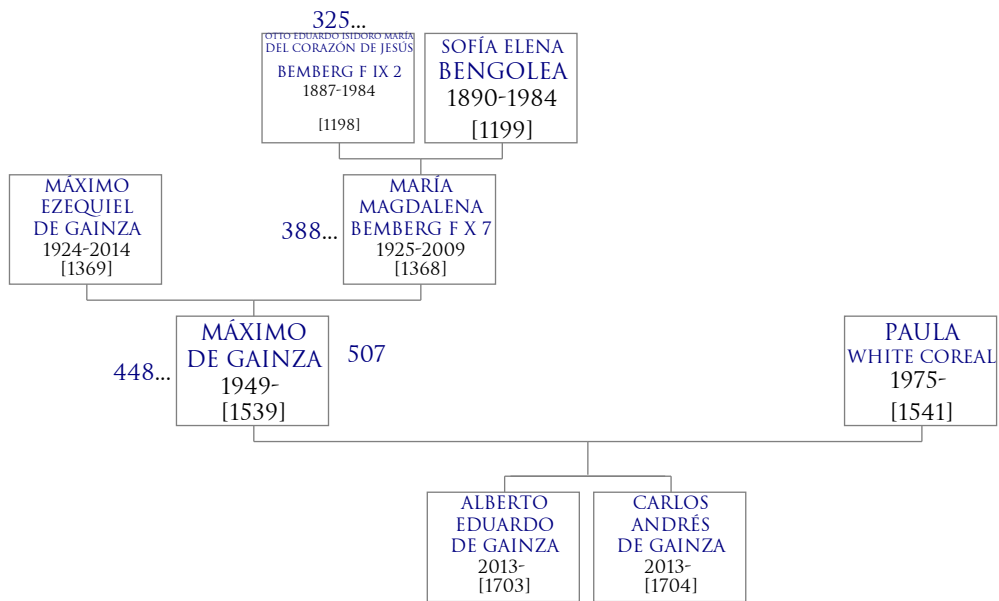 325...
OTTO EDUARDO ISIDORO MARÍA
DEL CORAZÓN DE JESÚS
BEMBERG F IX 2
1887-1984
[1198]
SOFÍA ELENA
BENGOLEA
1890-1984
[1199]
MÁXIMO
EZEQUIEL
DE GAINZA
1924-2014
[1369]
388...
MARÍA
MAGDALENA
BEMBERG F X 7
1925-2009
[1368]
448...
MÁXIMO
DE GAINZA
1949-
[1539]
507
PAULA
WHITE COREAL
1975-
[1541]
ALBERTO
EDUARDO
DE GAINZA
2013-
[1703]
CARLOS
ANDRÉS
DE GAINZA
2013-
[1704]